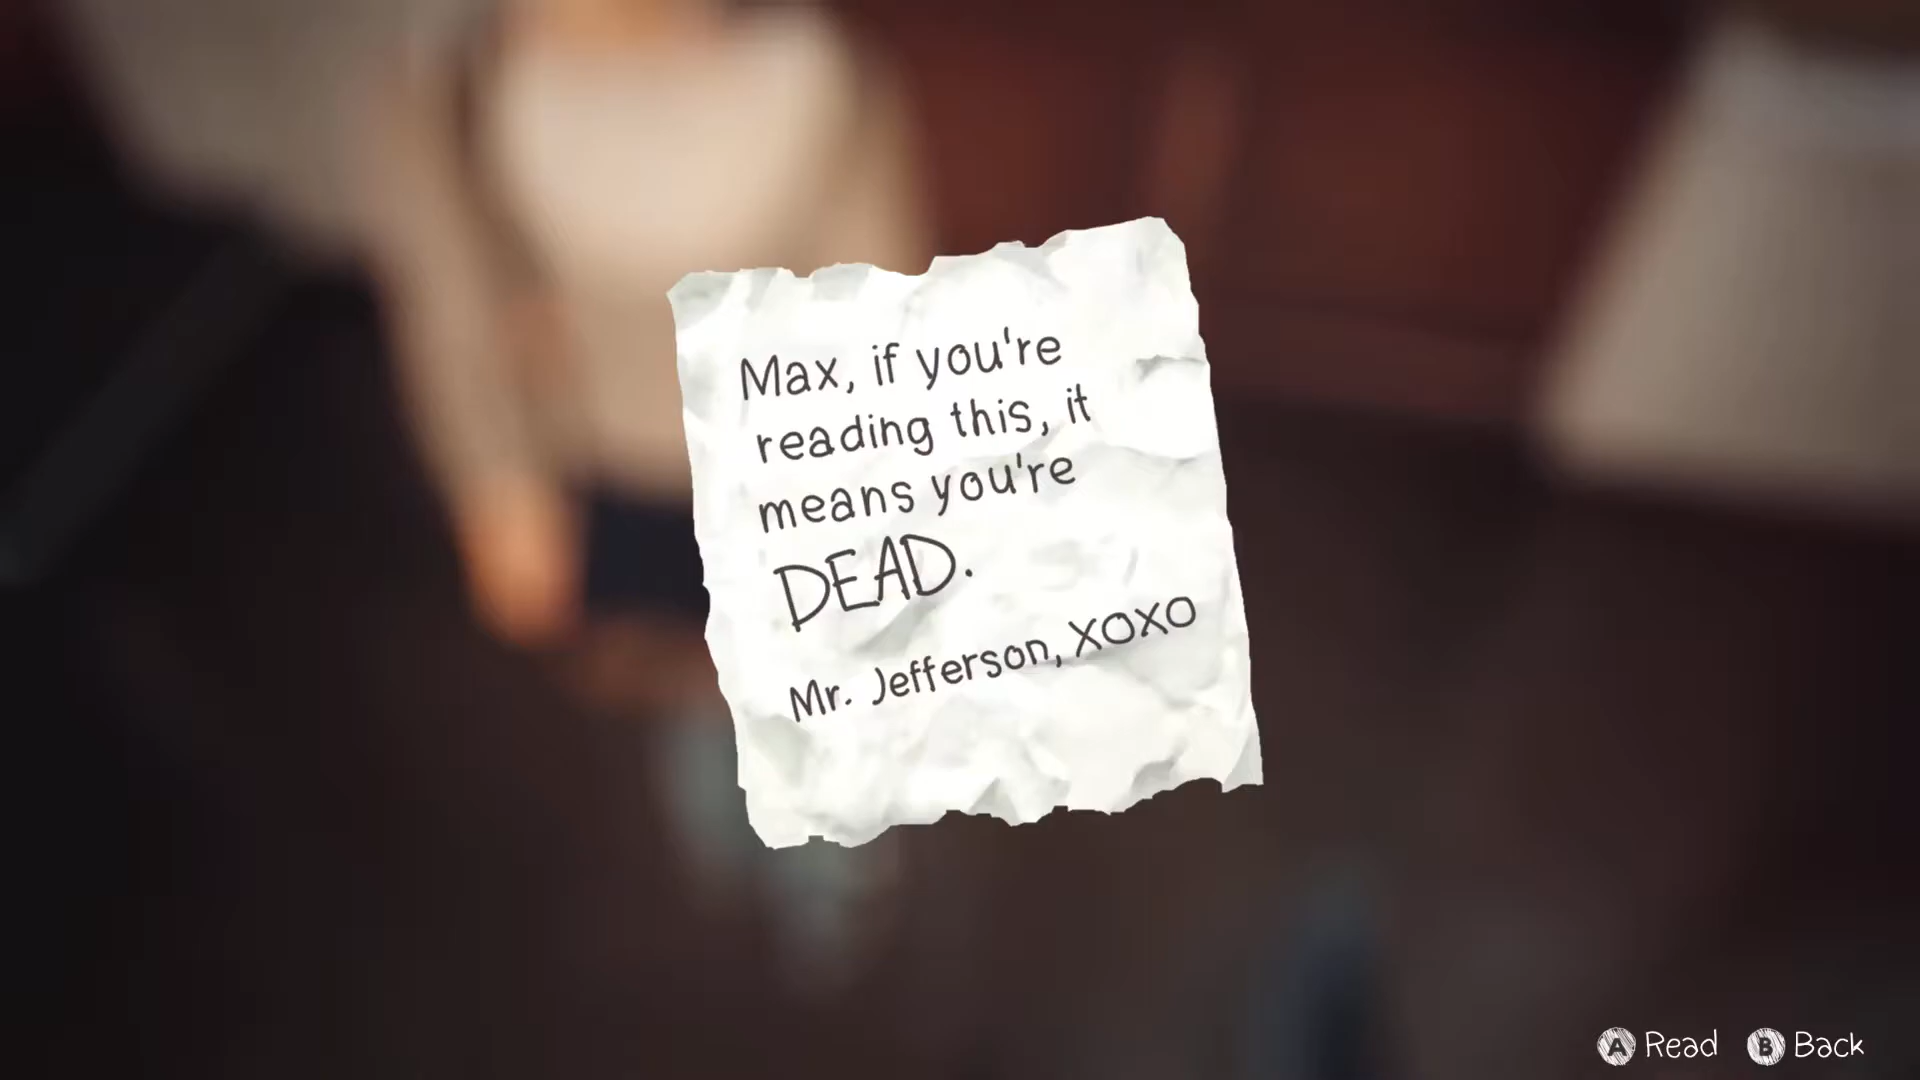 Max, if you're
reading this, it
means you're
DEAD.
Mr. Jefferson, XOXO
A Read B Back